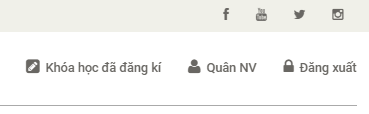 Khóa học đã đăng kí Quân NV Đăng xuất